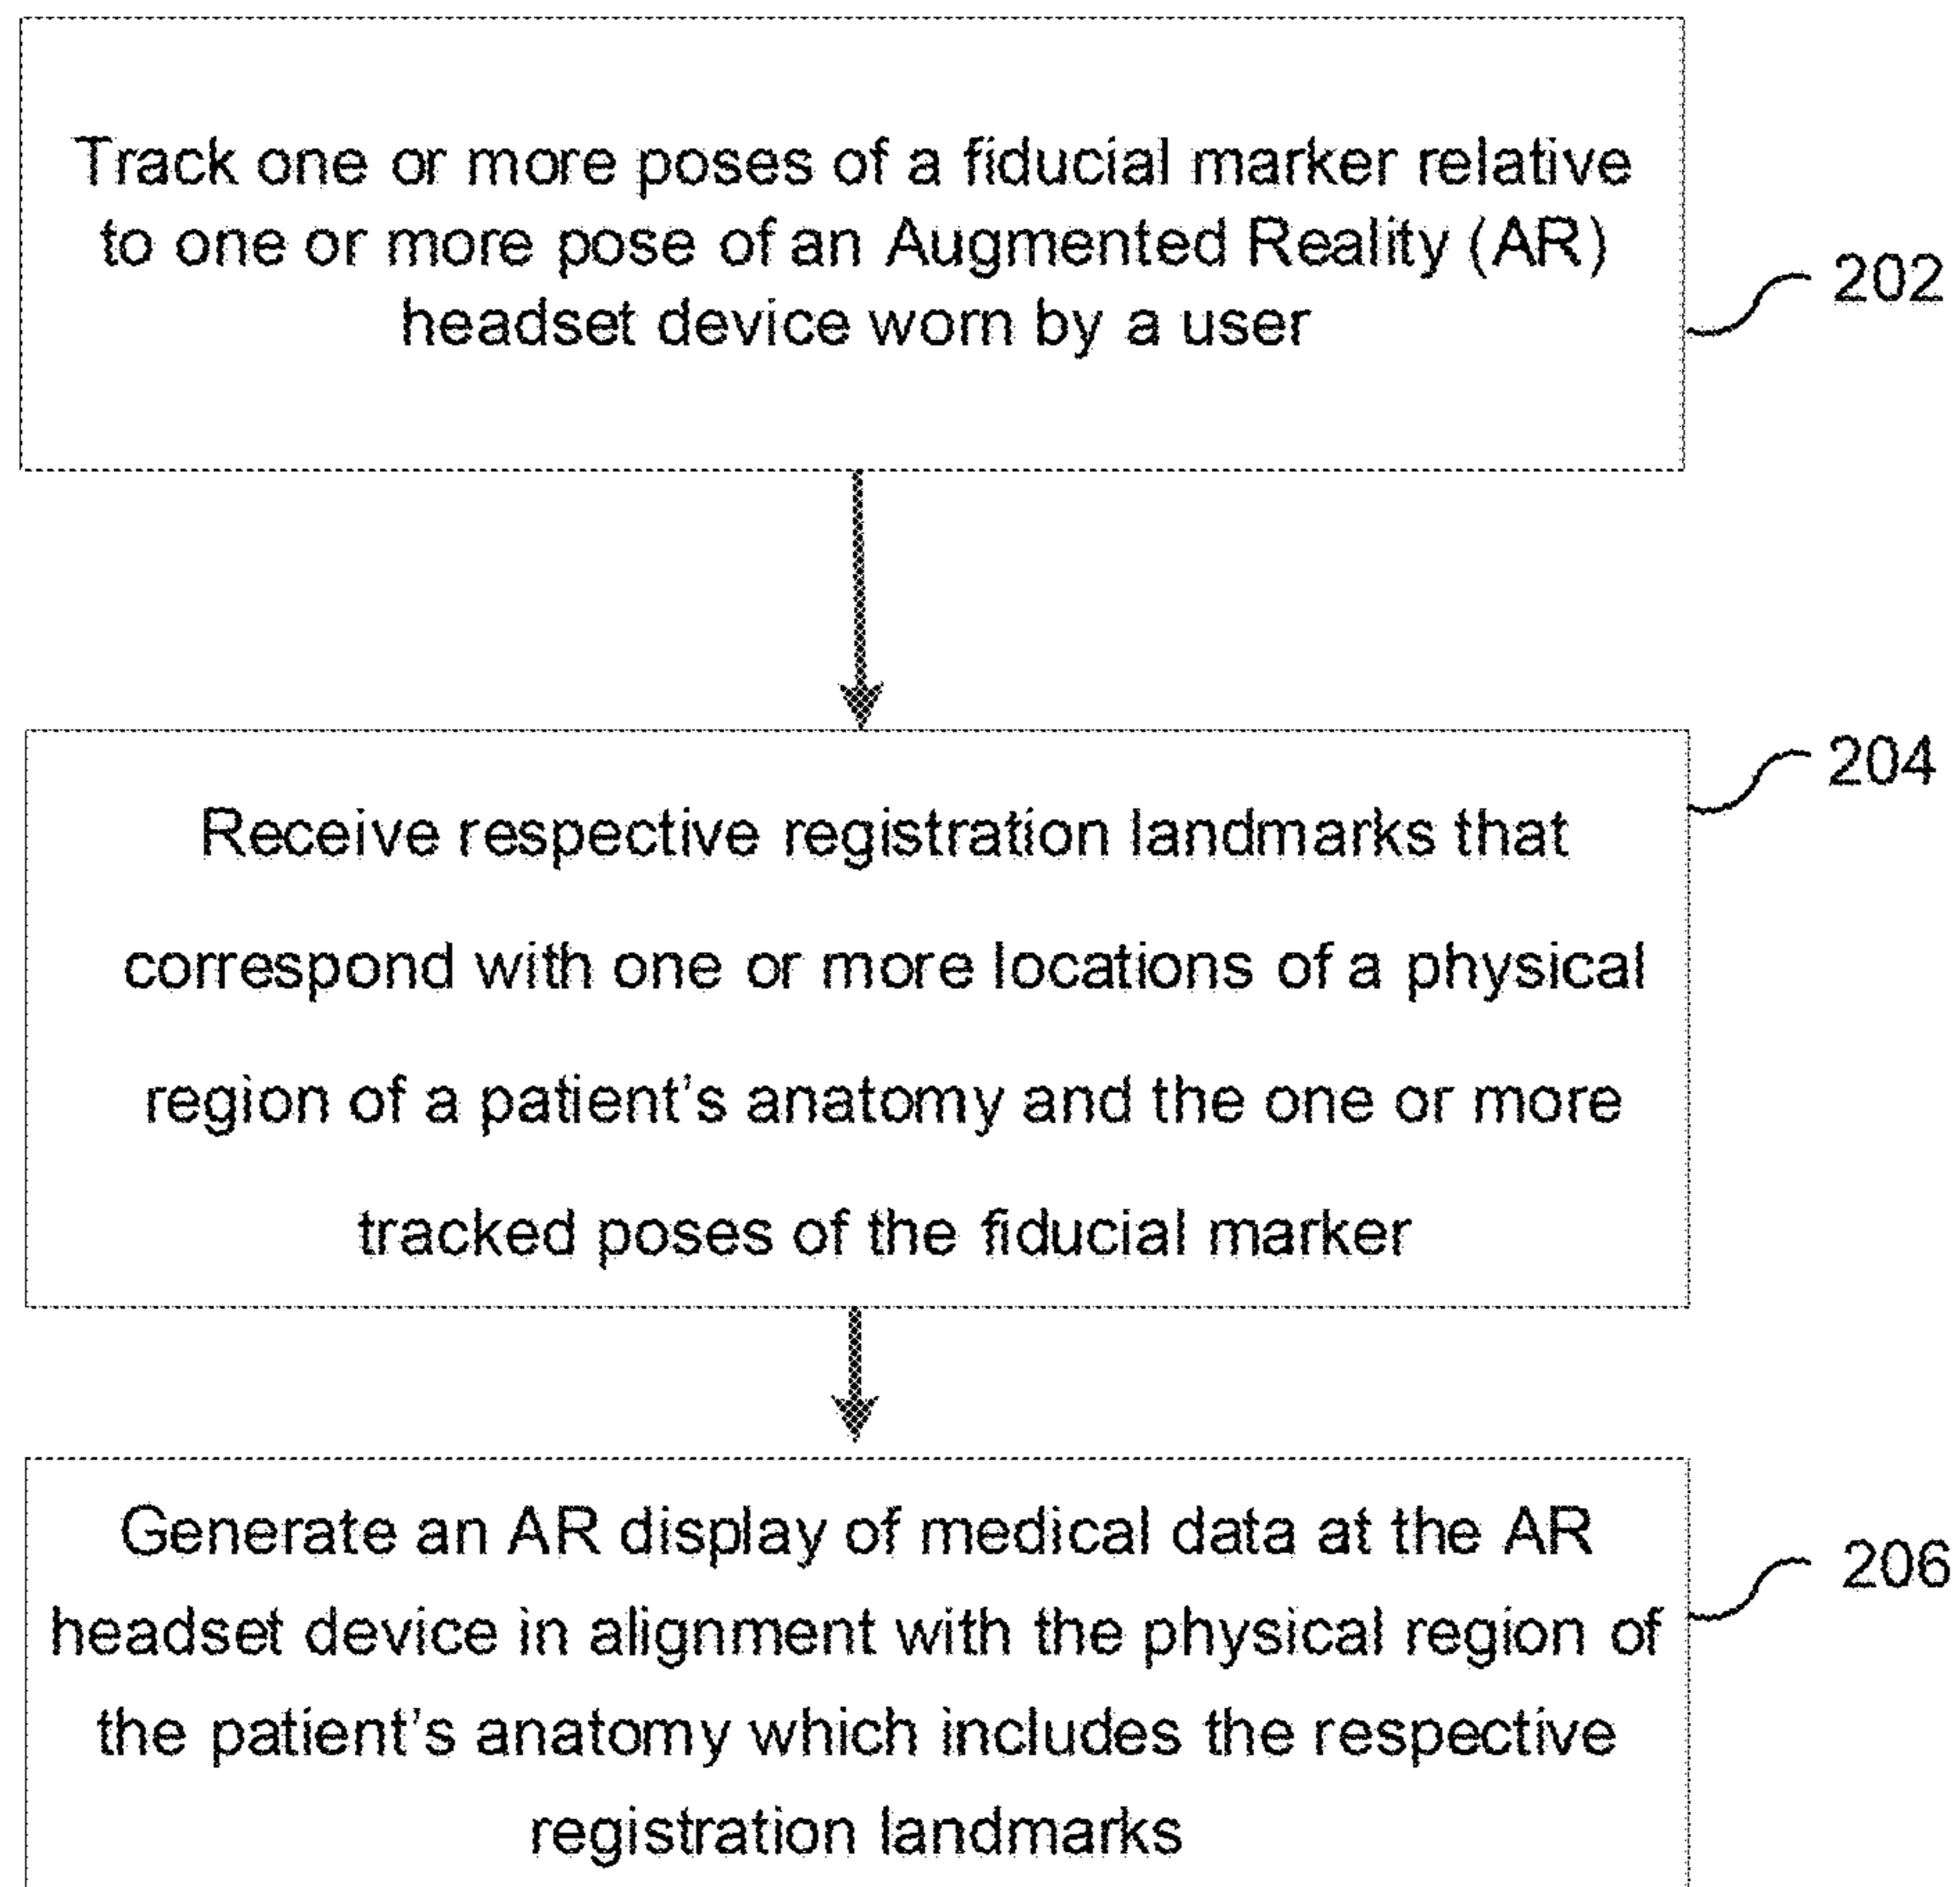 Track one or more poses of a fiducial marker relative
to one or more pose of an Augmented Reality (AR)
headset device worn by a user
202
204
Receive respective registration landmarks that
correspond with one or more locations of a physical
region of a patient's anatomy and the one or more
tracked poses of the fiducial marker
Generate an AR display of medical data at the AR
206
headset device in alignment with the physical region of
the patient's anatomy which includes the respective
registration landmarks